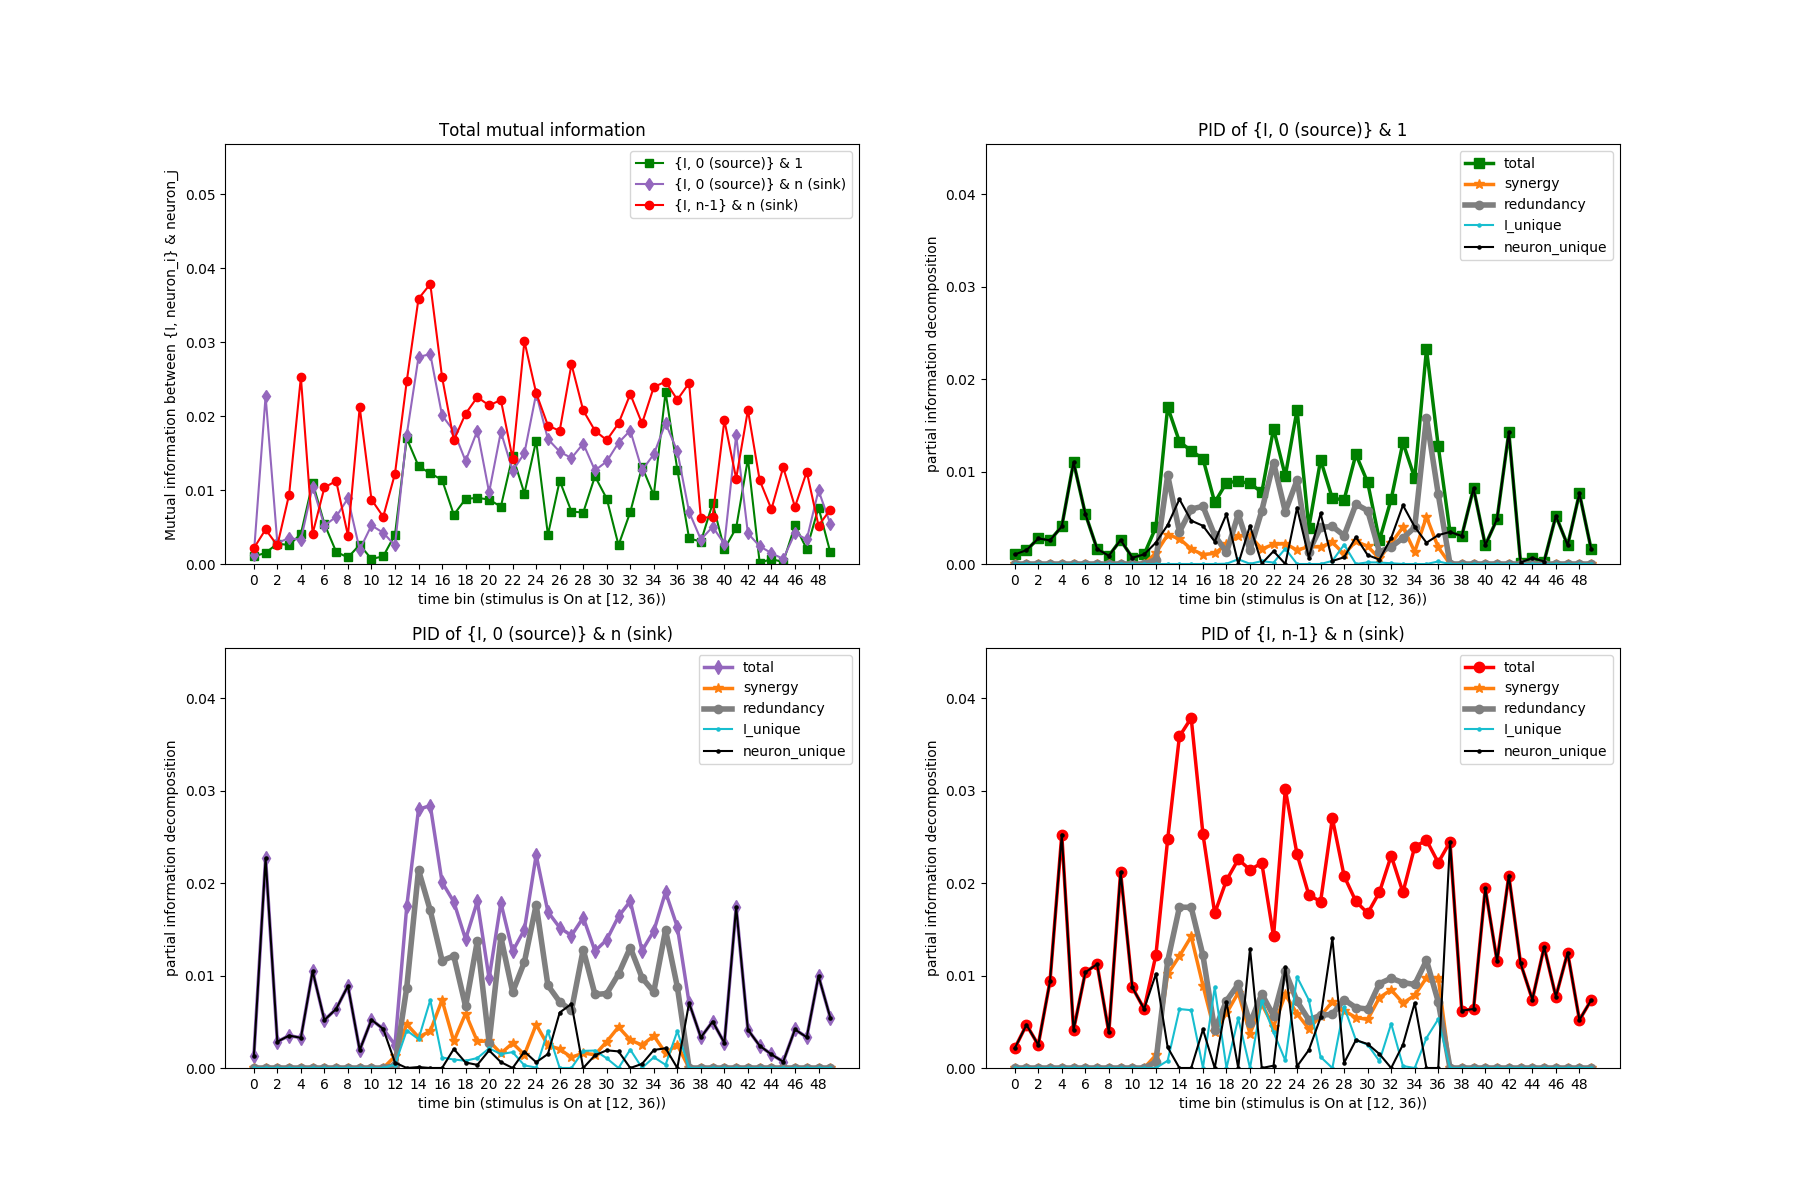 Total mutual information
Mutual information between {I, neuron_i} & neuron_j
0.05
0.04
0.03
0.02
0.01
0.00
{I, 0 (source)} & 1
{I, 0 (source)} & n (sink)
{I, n-1} & n (sink)
0 2 4 6 8 10 12 14 16 18 20 22 24 26 28 30 32 34 36 38 40 42 44 46 48
time bin (stimulus is On at [12, 36))
PID of {I, 0 (source)} & 1
partial information decomposition
0.04
0.03
0.02
0.01
0.00
total
synergy
redundancy
I_unique
neuron_unique
0 2 4 6 8 10 12 14 16 18 20 22 24 26 28 30 32 34 36 38 40 42 44 46 48
time bin (stimulus is On at [12, 36))
PID of {I, 0 (source)} & n (sink)
partial information decomposition
0.04
0.03
0.02
0.01
0.00
total
synergy
redundancy
I_unique
neuron_unique
0 2 4 6 8 10 12 14 16 18 20 22 24 26 28 30 32 34 36 38 40 42 44 46 48
time bin (stimulus is On at [12, 36))
PID of {I, n-1} & n (sink)
partial information decomposition
0.04
0.03
0.02
0.01
0.00
total
synergy
redundancy
I_unique
neuron_unique
0 2 4 6 8 10 12 14 16 18 20 22 24 26 28 30 32 34 36 38 40 42 44 46 48
time bin (stimulus is On at [12, 36))